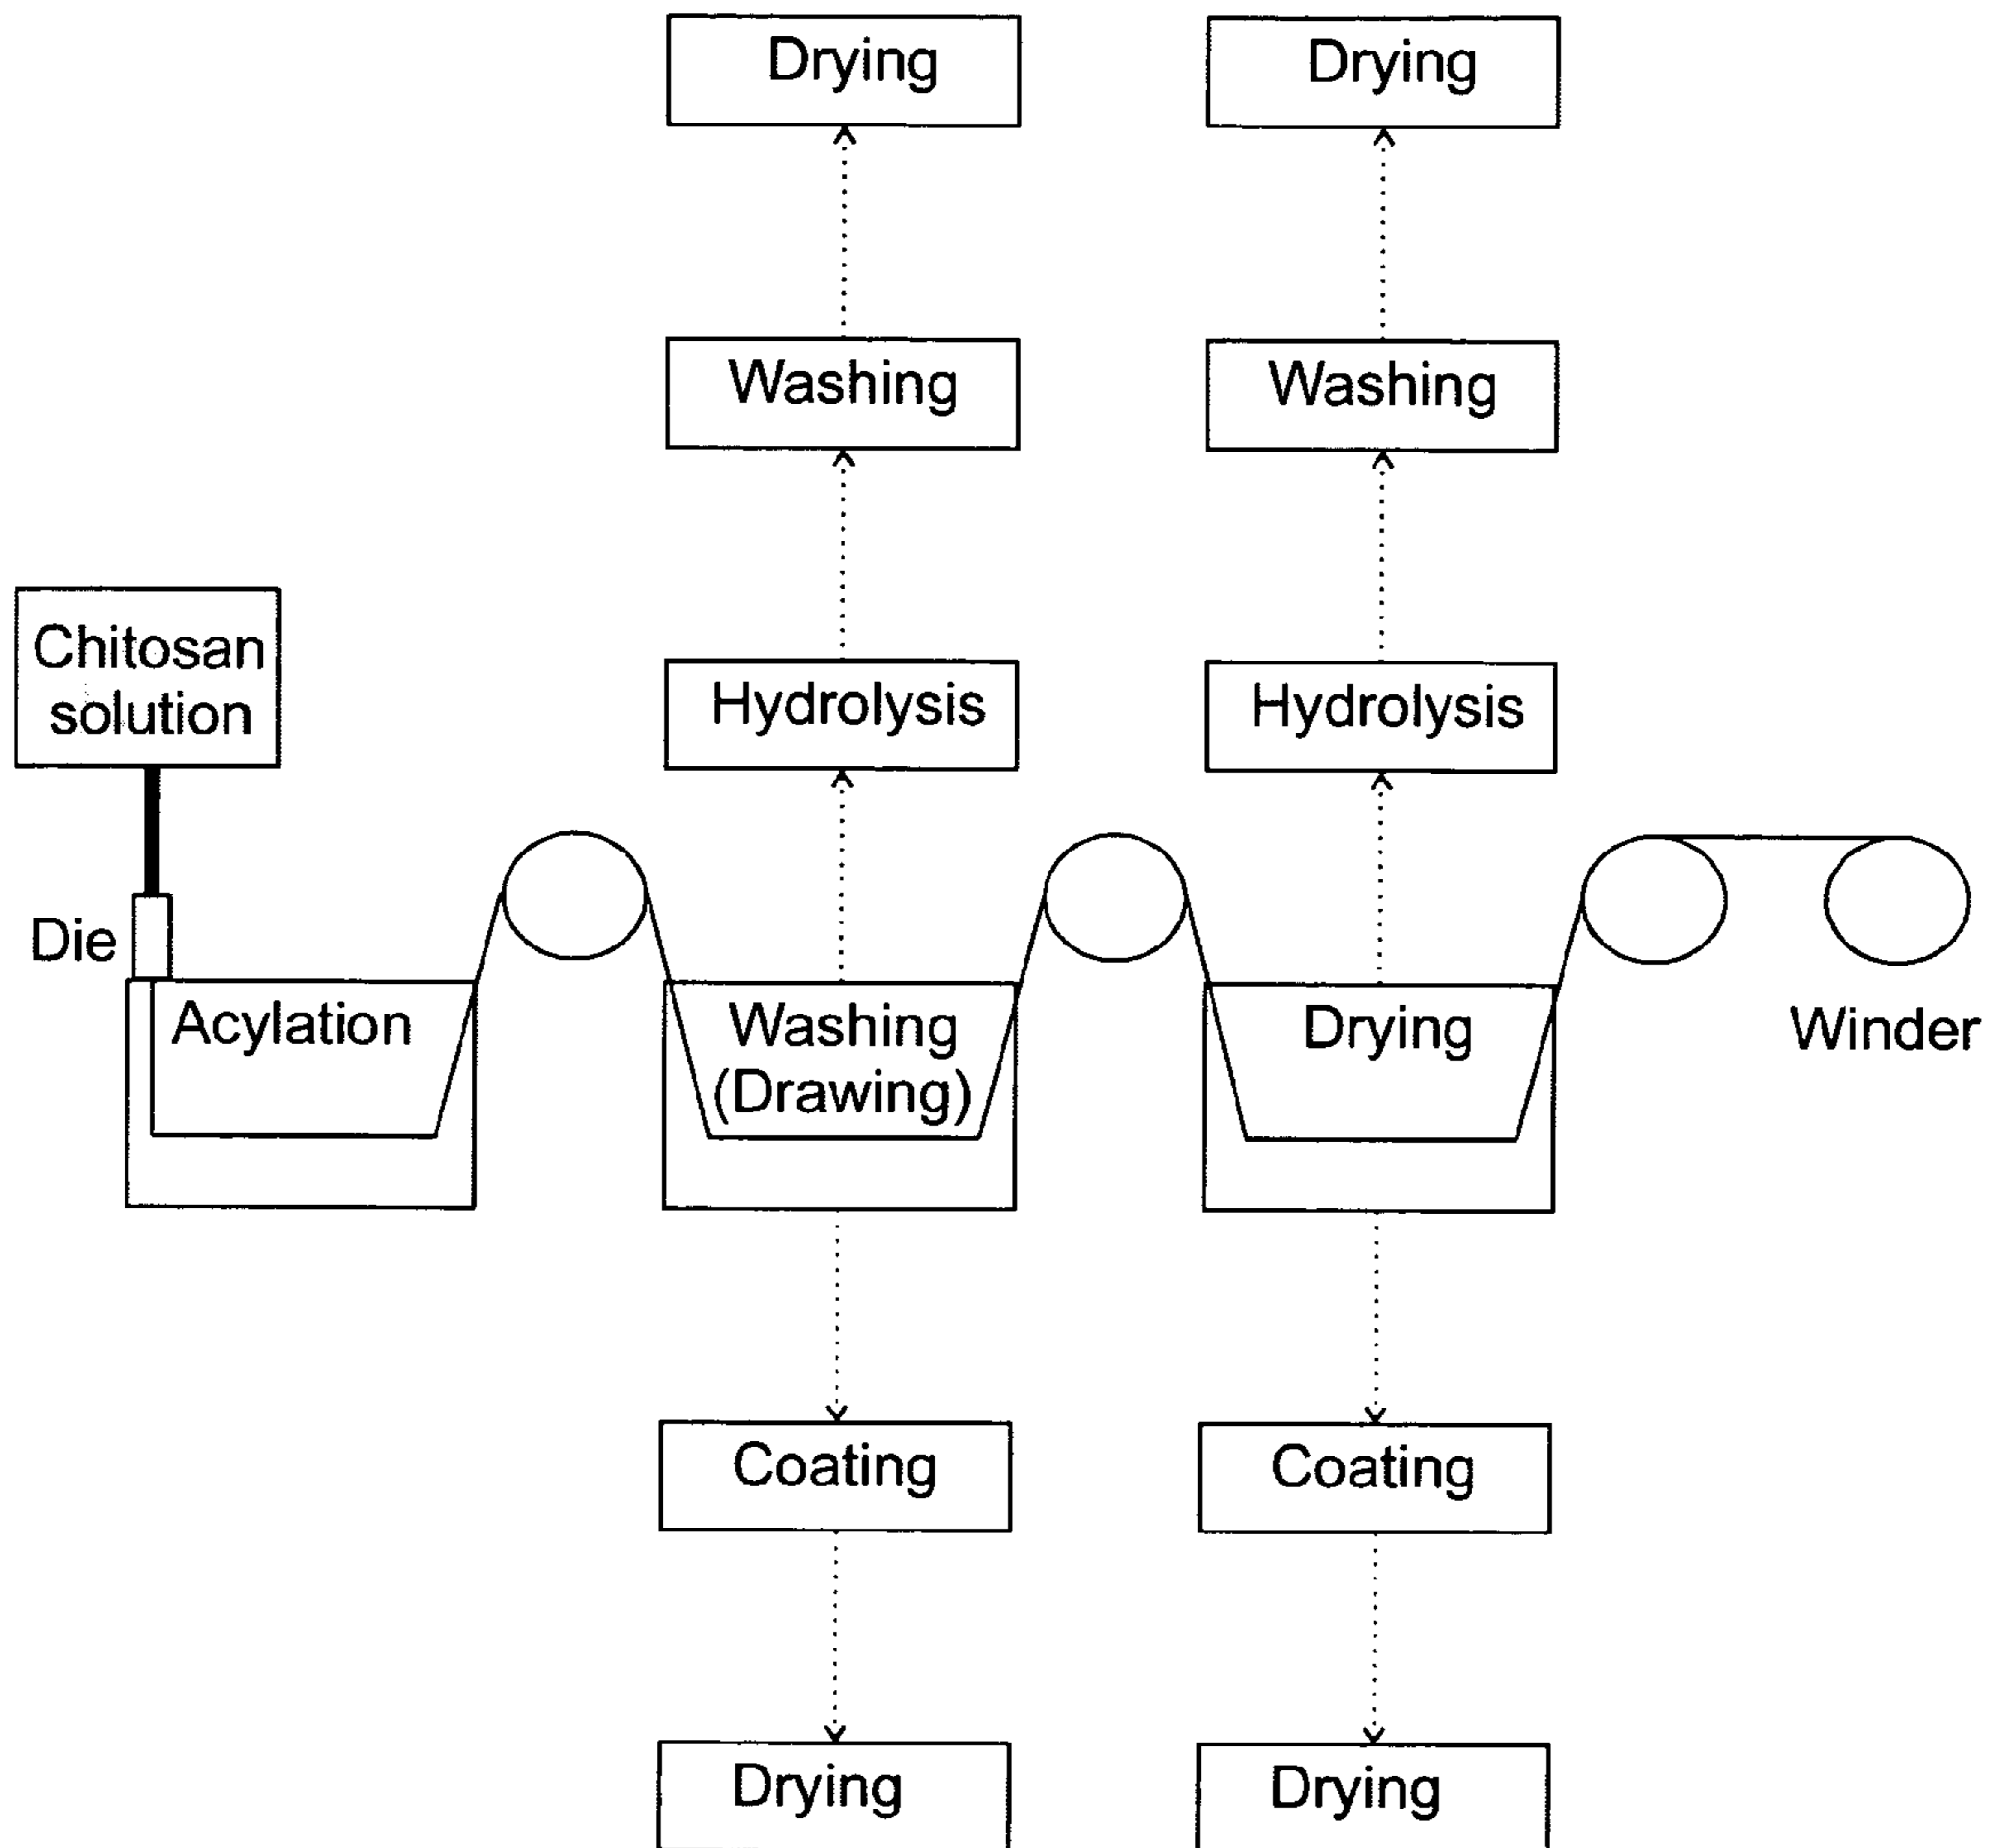 Drying
Drying
Washing
Washing
Chitosan
solution
Hydrolysis
Hydrolysis
Die
Acylation
Washing
(Drawing)
Drying
Winder
Coating
Coating
Drying
Drying